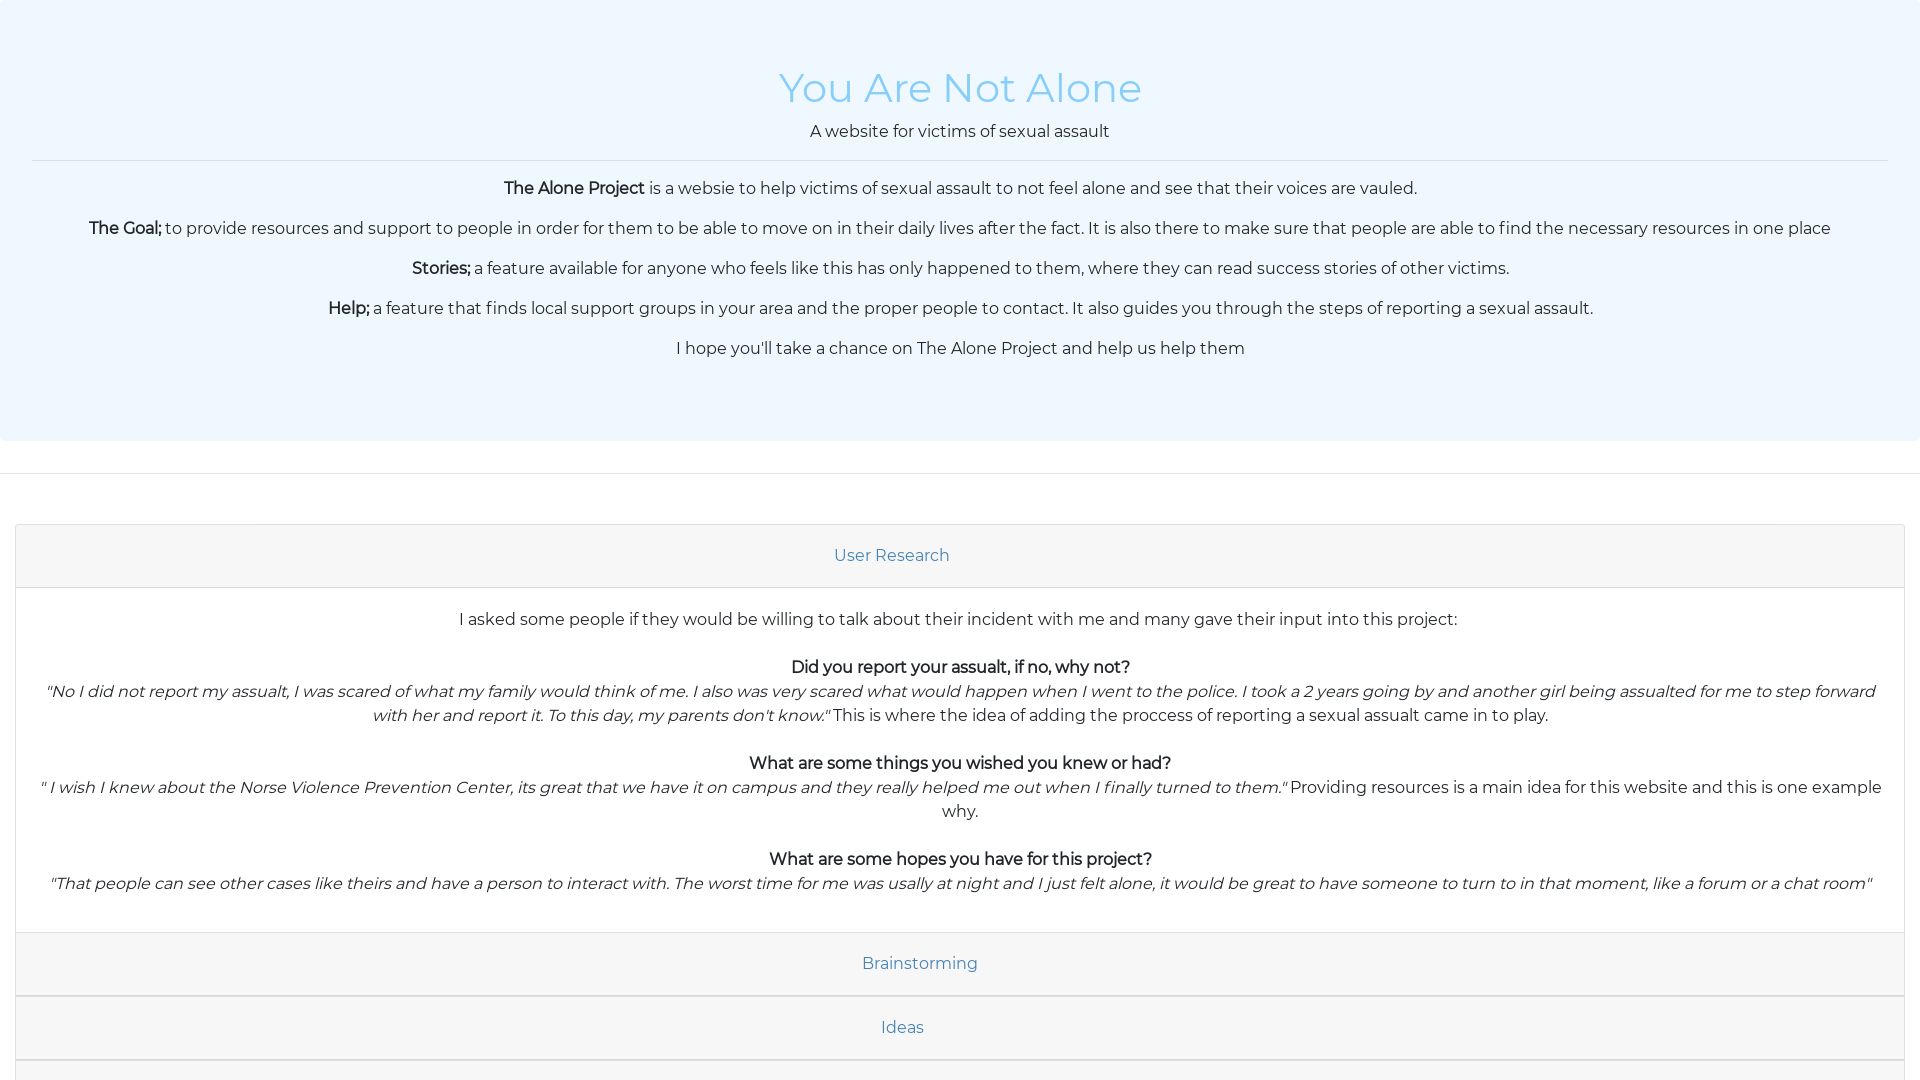 You Are Not Alone
A website for victims of sexual assault
The Alone Project is a websie to help victims of sexual assault to not feel alone and see that their voices are vauled.
The Goal; to provide resources and support to people in order for them to be able to move on in their daily lives after the fact. It is also there to make sure that people are able to find the necessary resources in one place
Stories; a feature available for anyone who feels like this has only happened to them, where they can read success stories of other victims.
Help; a feature that finds local support groups in your area and the proper people to contact. It also guides you through the steps of reporting a sexual assault.
I hope you'll take a chance on The Alone Project and help us help them
User Research
I asked some people if they would be willing to talk about their incident with me and many gave their input into this project:
Did you report your assualt, if no, why not?
"No I did not report my assualt, I was scared of what my family would think of me. I also was very scared what would happen when I went to the police. I took a 2 years going by and another girl being assualted for me to step forward
with her and report it. To this day, my parents don't know." This is where the idea of adding the proccess of reporting a sexual assualt came in to play.
What are some things you wished you knew or had?
" I wish I knew about the Norse Violence Prevention Center, its great that we have it on campus and they really helped me out when I finally turned to them." Providing resources is a main idea for this website and this is one example
why.
What are some hopes you have for this project?
"That people can see other cases like theirs and have a person to interact with. The worst time for me was usally at night and I just felt alone, it would be great to have someone to turn to in that moment, like a forum or a chat room"
Brainstorming
Ideas